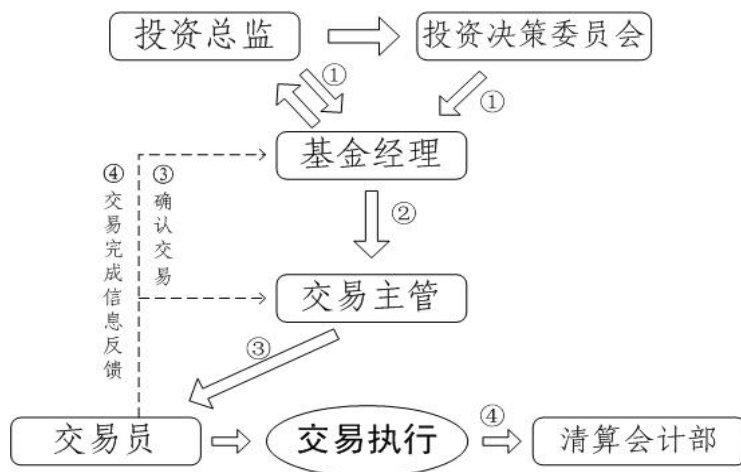 投资总监
投资决策委员会
①
①
基金经理
④交易完成信息反馈
③确认交易
②
交易主管
③
交易员
交易执行
④
清算会计部